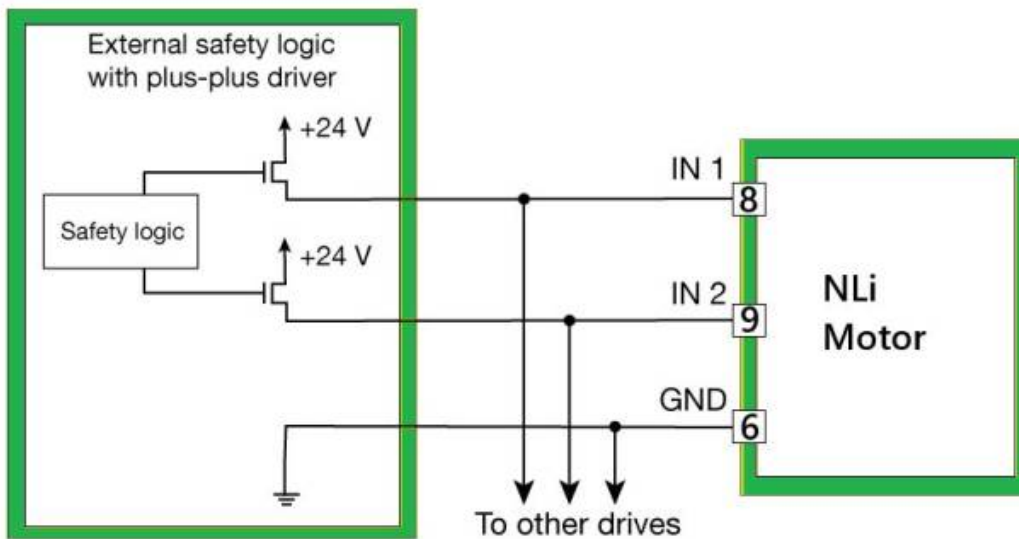 External safety logic
with plus-plus driver
+24 V
Safety logic
+24 V
IN 1
8
IN 2
9
GND
6
NLi
Motor
To other drives